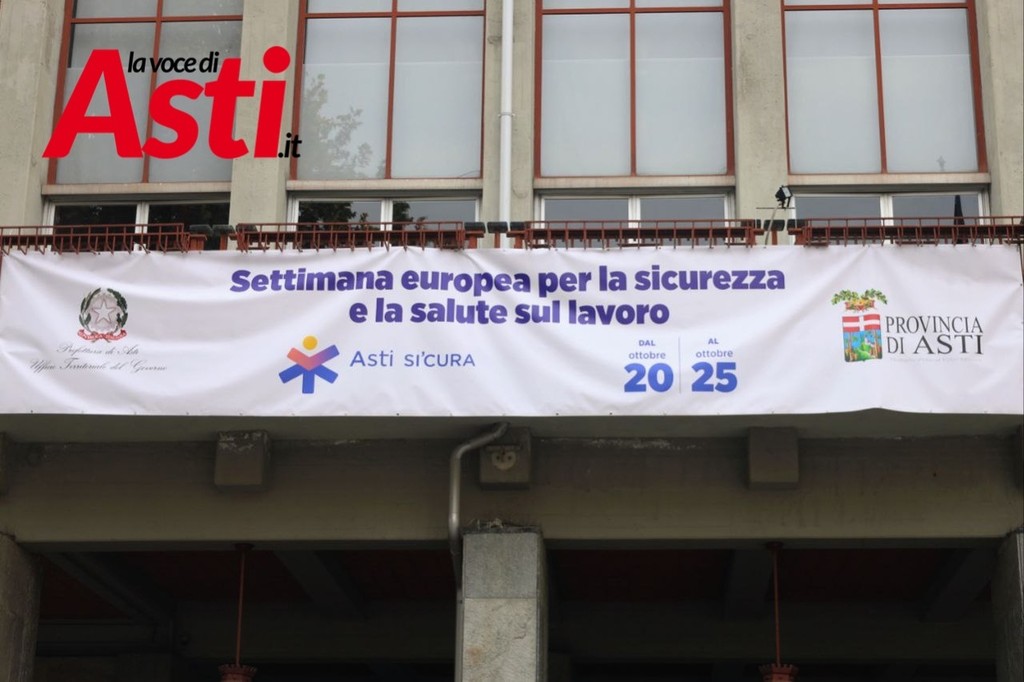 la voce di
Asti.it
Settimana europea per la sicurezza
e la salute sul lavoro
Prefettura di Asti
Ufficio Territoriale del Governo
Asti SI'CURA
DAL
ottobre
20
AL
ottobre
25
PROVINCIA
DI ASTI